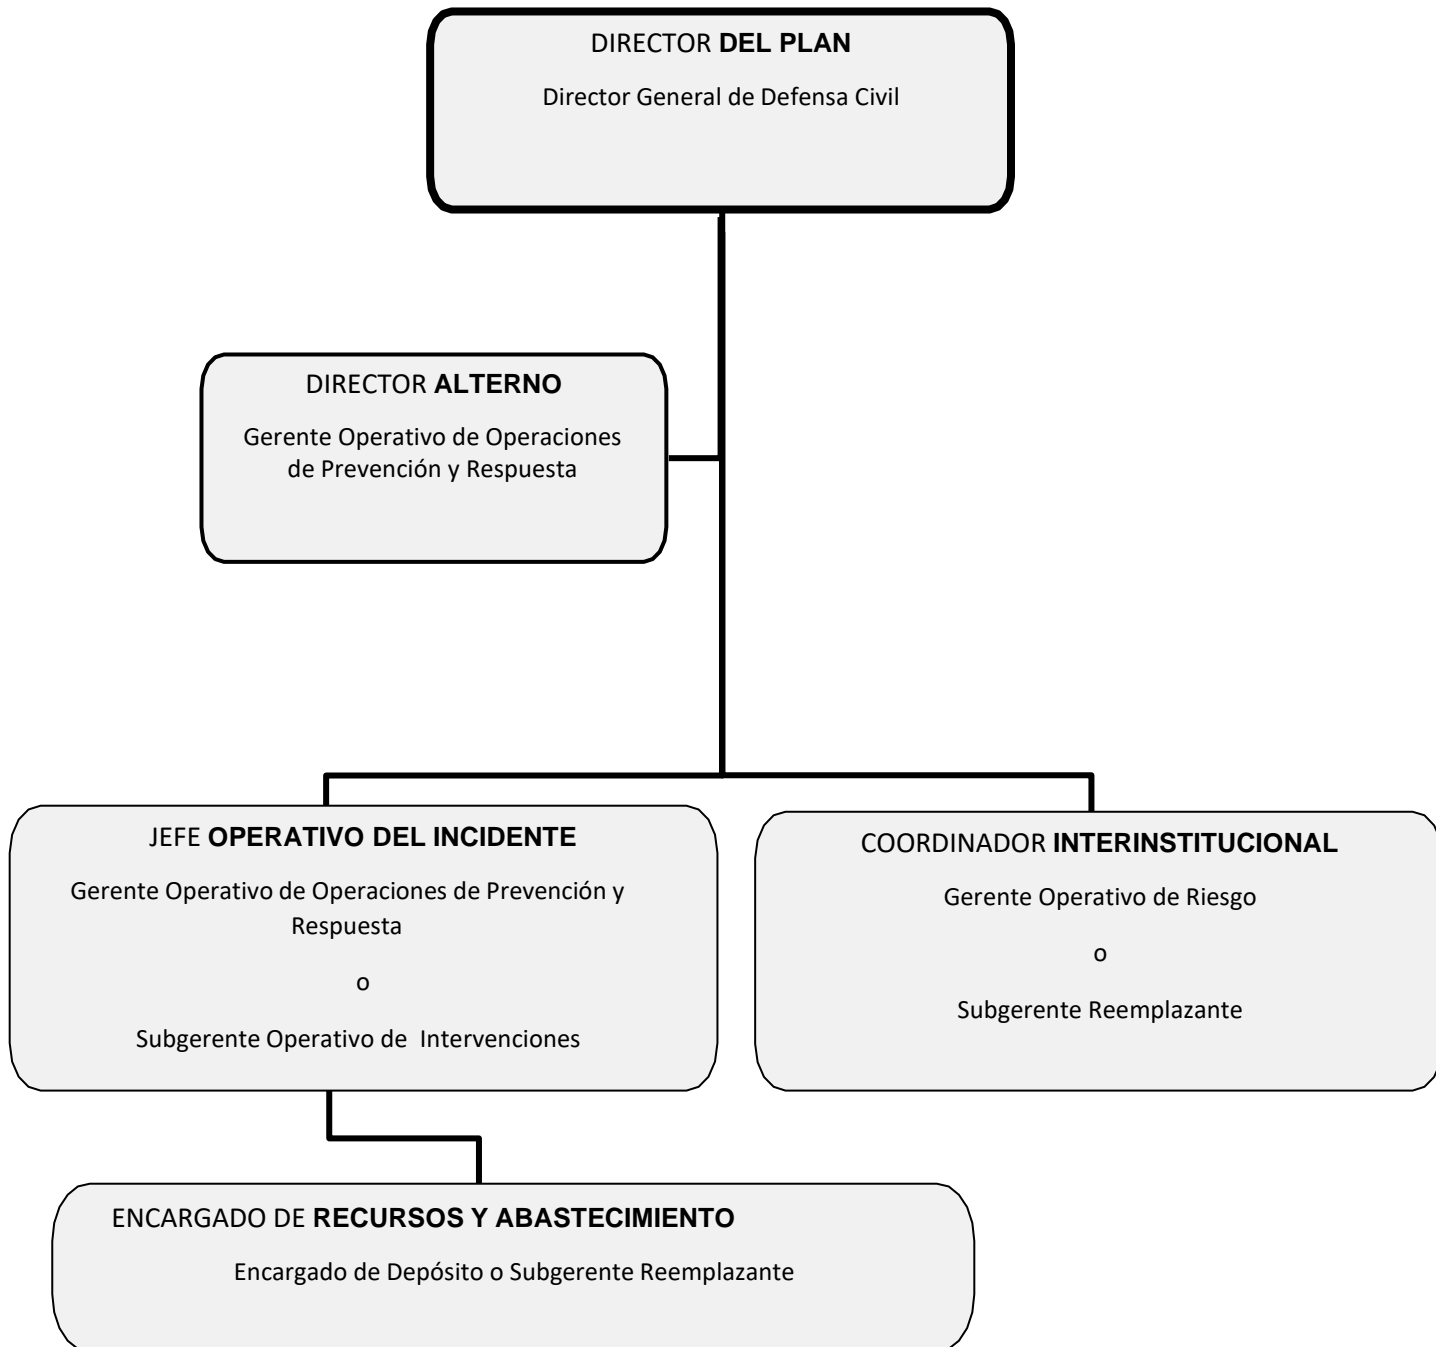 DIRECTOR DEL PLAN
Director General de Defensa Civil
DIRECTOR ALTERNO
Gerente Operativo de Operaciones
de Prevención y Respuesta
JEFE OPERATIVO DEL INCIDENTE
Gerente Operativo de Operaciones de Prevención y
Respuesta
o
Subgerente Operativo de Intervenciones
COORDINADOR INTERINSTITUCIONAL
Gerente Operativo de Riesgo
o
Subgerente Reemplazante
ENCARGADO DE RECURSOS Y ABASTECIMIENTO
Encargado de Depósito o Subgerente Reemplazante